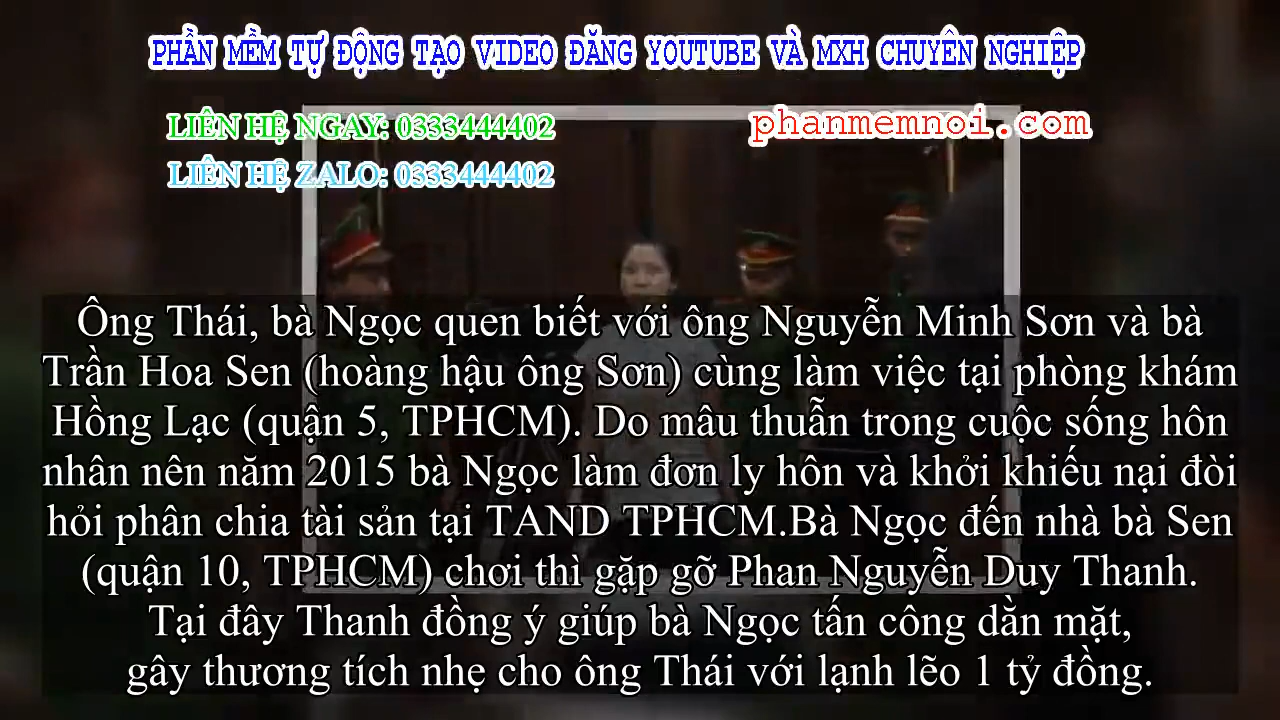 PHẦN MỀM TỰ ĐỘNG TẠO VIDEO ĐĂNG YOUTUBE VÀ MXH CHUYÊN NGHIỆP
LIÊN HỆ NGAY: 0333444402
phanmemnoi.com
LIÊN HỆ ZALO: 0333444402
Ông Thái, bà Ngọc quen biết với ông Nguyễn Minh Sơn và bà
Trần Hoa Sen (hoàng hậu ông Sơn) cùng làm việc tại phòng khám
Hồng Lạc (quận 5, TPHCM). Do mâu thuẫn trong cuộc sống hôn
nhân nên năm 2015 bà Ngọc làm đơn ly hôn và khởi khiếu nại đòi
hỏi phân chia tài sản tại TAND TPHCM.Bà Ngọc đến nhà bà Sen
(quận 10, TPHCM) chơi thì gặp gỡ Phan Nguyễn Duy Thanh.
Tại đây Thanh đồng ý giúp bà Ngọc tấn công dằn mặt,
gây thương tích nhẹ cho ông Thái với lạnh lẽo 1 tỷ đồng.